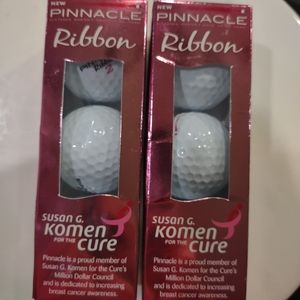 NEW
PINNACLE
Ribbon
SUSAN G.
Komen
FOR THE
cure
Pinnacle is a proud member of
Susan G. Komen for the Cure's
Million Dollar Council
and is dedicated to increasing
breast cancer awareness.
NEW
PINNACLE
Ribbon
SUSAN G.
Komen
FOR THE
cure
Pinnacle is a proud member of
Susan G. Komen for the Cure's
Million Dollar Council
and is dedicated to increasing
breast cancer awareness.